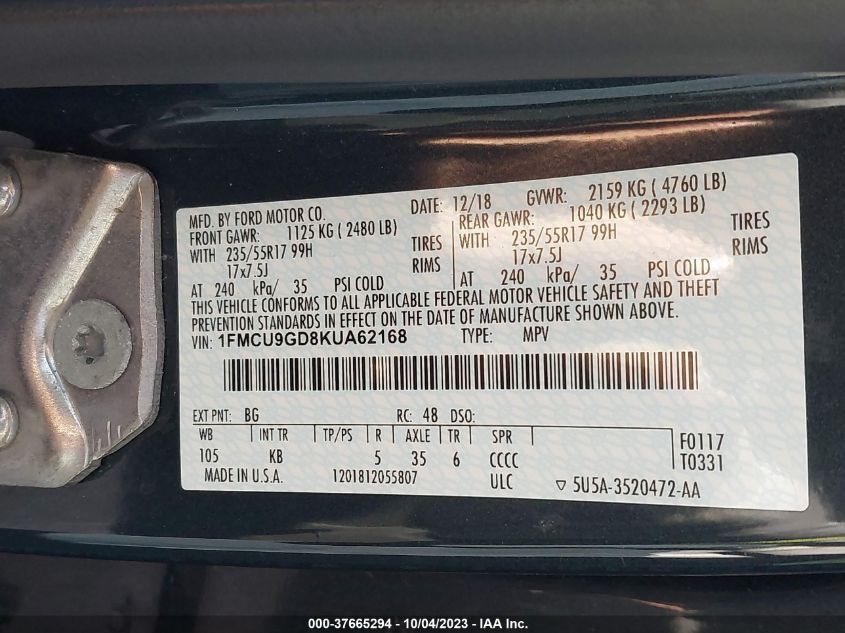 MFD. BY FORD MOTOR CO.
DATE: 12/18 GVWR: 2159 KG ( 4760 LB)
FRONT GAWR: 1125 KG ( 2480 LB)
WITH 235/55R17 99H TIRES
17x7.5J RIMS
AT 240 kPa/ 35 PSI COLD
REAR GAWR: 1040 KG ( 2293 LB)
WITH 235/55R17 99H TIRES
17x7.5J RIMS
AT 240 kPa/ 35 PSI COLD
THIS VEHICLE CONFORMS TO ALL APPLICABLE FEDERAL MOTOR VEHICLE SAFETY AND THEFT
PREVENTION STANDARDS IN EFFECT ON THE DATE OF MANUFACTURE SHOWN ABOVE.
VIN: 1FMCU9GD8KUA62168 TYPE: MPV
EXT PNT: BG RC: 48 DSO:
WB INT TR TP/PS R AXLE TR SPR F0117
105 KB 5 35 6 CCCC T0331
MADE IN U.S.A. 1201812055807 ULC ▽ 5U5A-3520472-AA
000-37665294 - 10/04/2023 - IAA Inc.